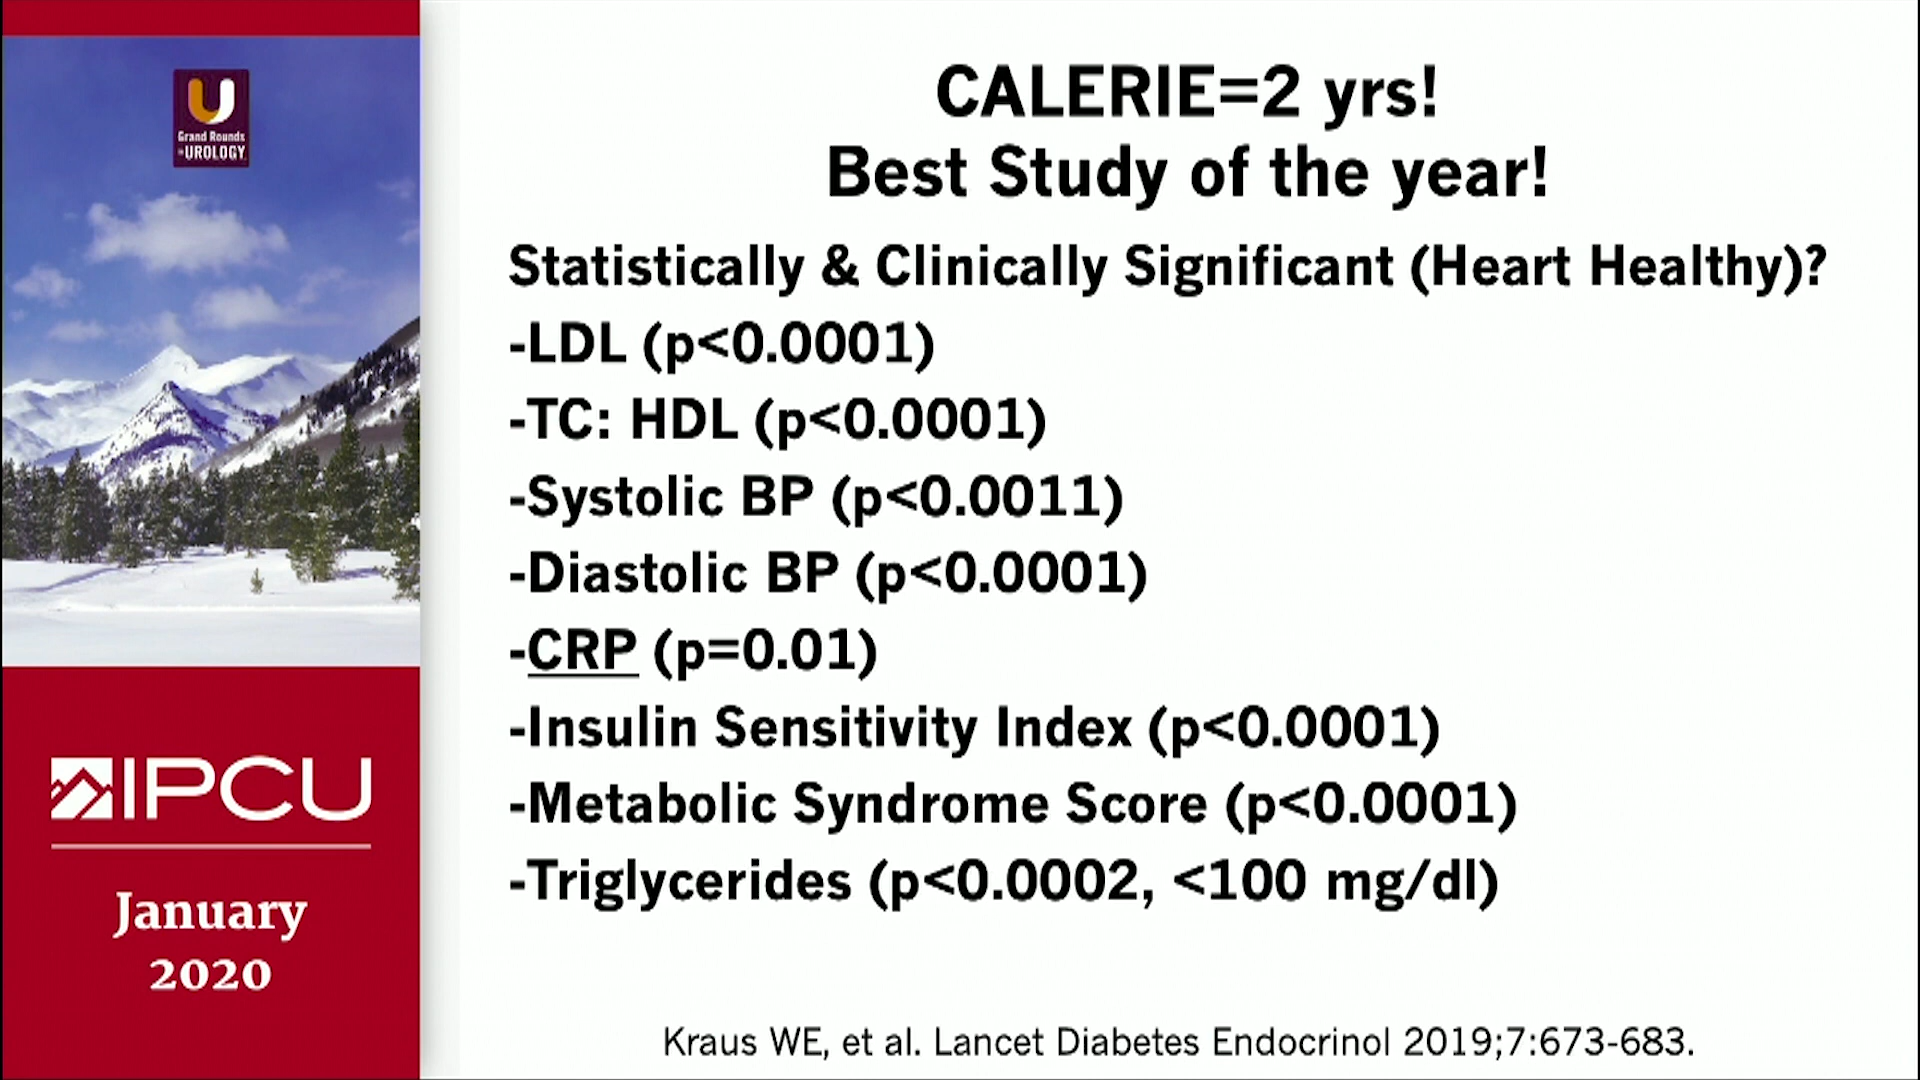 Grand Rounds
in UROLOGY
IPCU
January
2020
CALERIE=2 yrs!
Best Study of the year!
Statistically & Clinically Significant (Heart Healthy)?
-LDL (p<0.0001)
-TC: HDL (p<0.0001)
-Systolic BP (p<0.0011)
-Diastolic BP (p<0.0001)
-CRP (p=0.01)
-Insulin Sensitivity Index (p<0.0001)
-Metabolic Syndrome Score (p<0.0001)
-Triglycerides (p<0.0002, <100 mg/dl)
Kraus WE, et al. Lancet Diabetes Endocrinol 2019;7:673-683.